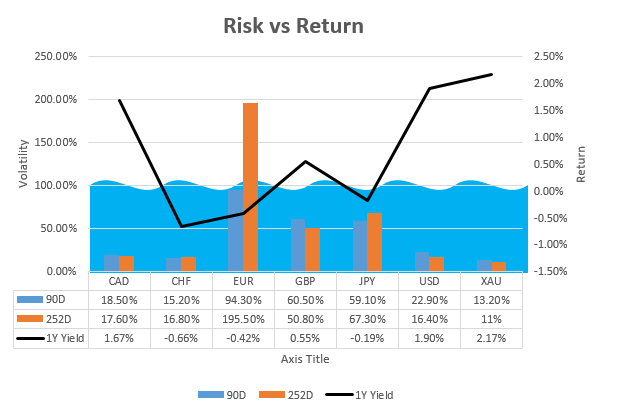 Risk vs Return
250.00%
200.00%
150.00%
100.00%
50.00%
0.00%
Volatility
2.50%
2.00%
1.50%
1.00%
0.50%
0.00%
-0.50%
-1.00%
-1.50%
Return
CAD CHF EUR GBP JPY USD XAU
90D 18.50% 15.20% 94.30% 60.50% 59.10% 22.90% 13.20%
252D 17.60% 16.80% 195.50% 50.80% 67.30% 16.40% 11%
1Y Yield 1.67% -0.66% -0.42% 0.55% -0.19% 1.90% 2.17%
Axis Title
90D 252D 1Y Yield